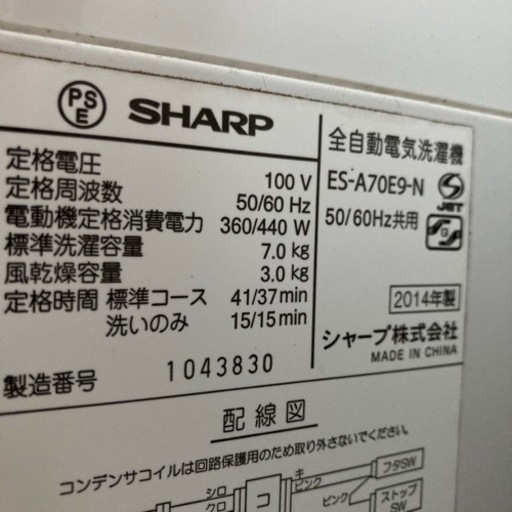 PSE SHARP 全自動電気洗濯機
定格電圧 100 V ES-A70E9-N
定格周波数 50/60 Hz JET
電動機定格消費電力 360/440 W 50/60Hz共用
標準洗濯容量 7.0 kg
風乾燥容量 3.0 kg
定格時間 標準コース 41/37min 2014年製
洗いのみ 15/15min シャープ株式会社
MADE IN CHINA
製造番号 1043830
配線図
コンデンサコイルは回路保護用のため取り外さないでください。
シロ コ キ フタSW
クロ ピンク
ピンク ストップ
SW